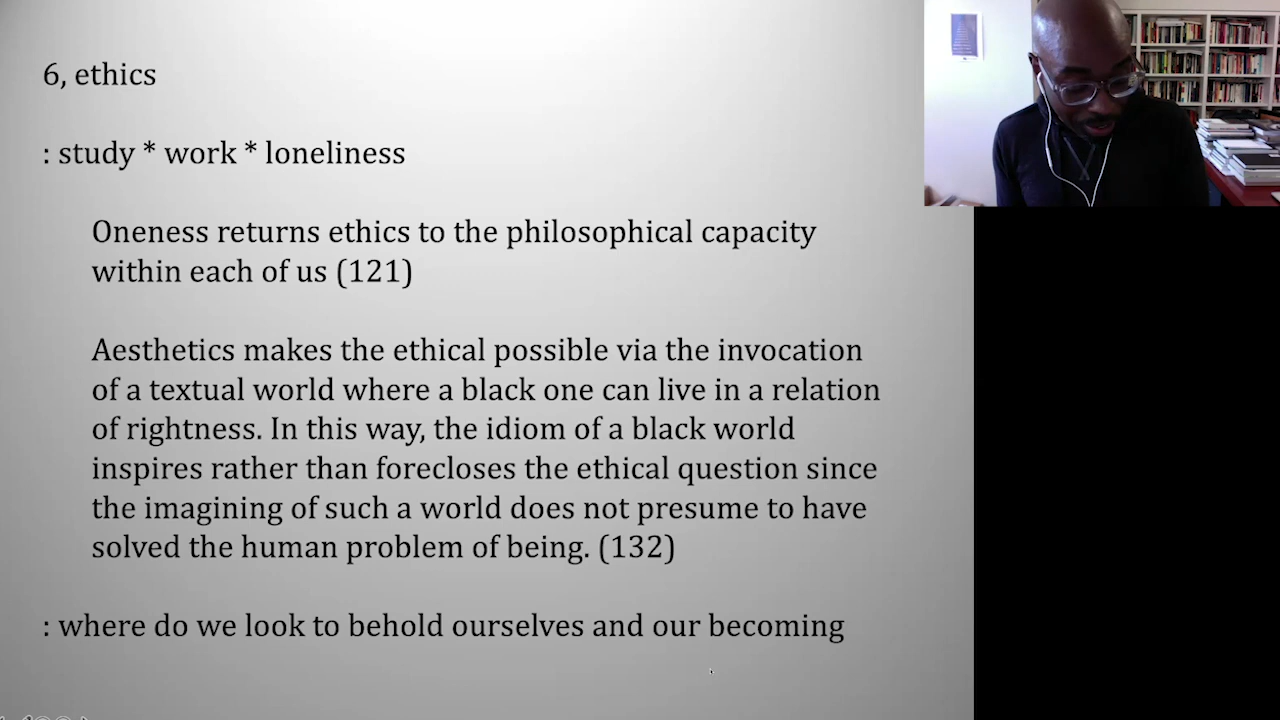 6, ethics
: study * work * loneliness
Oneness returns ethics to the philosophical capacity
within each of us (121)
Aesthetics makes the ethical possible via the invocation
of a textual world where a black one can live in a relation
of rightness. In this way, the idiom of a black world
inspires rather than forecloses the ethical question since
the imagining of such a world does not presume to have
solved the human problem of being. (132)
: where do we look to behold ourselves and our becoming